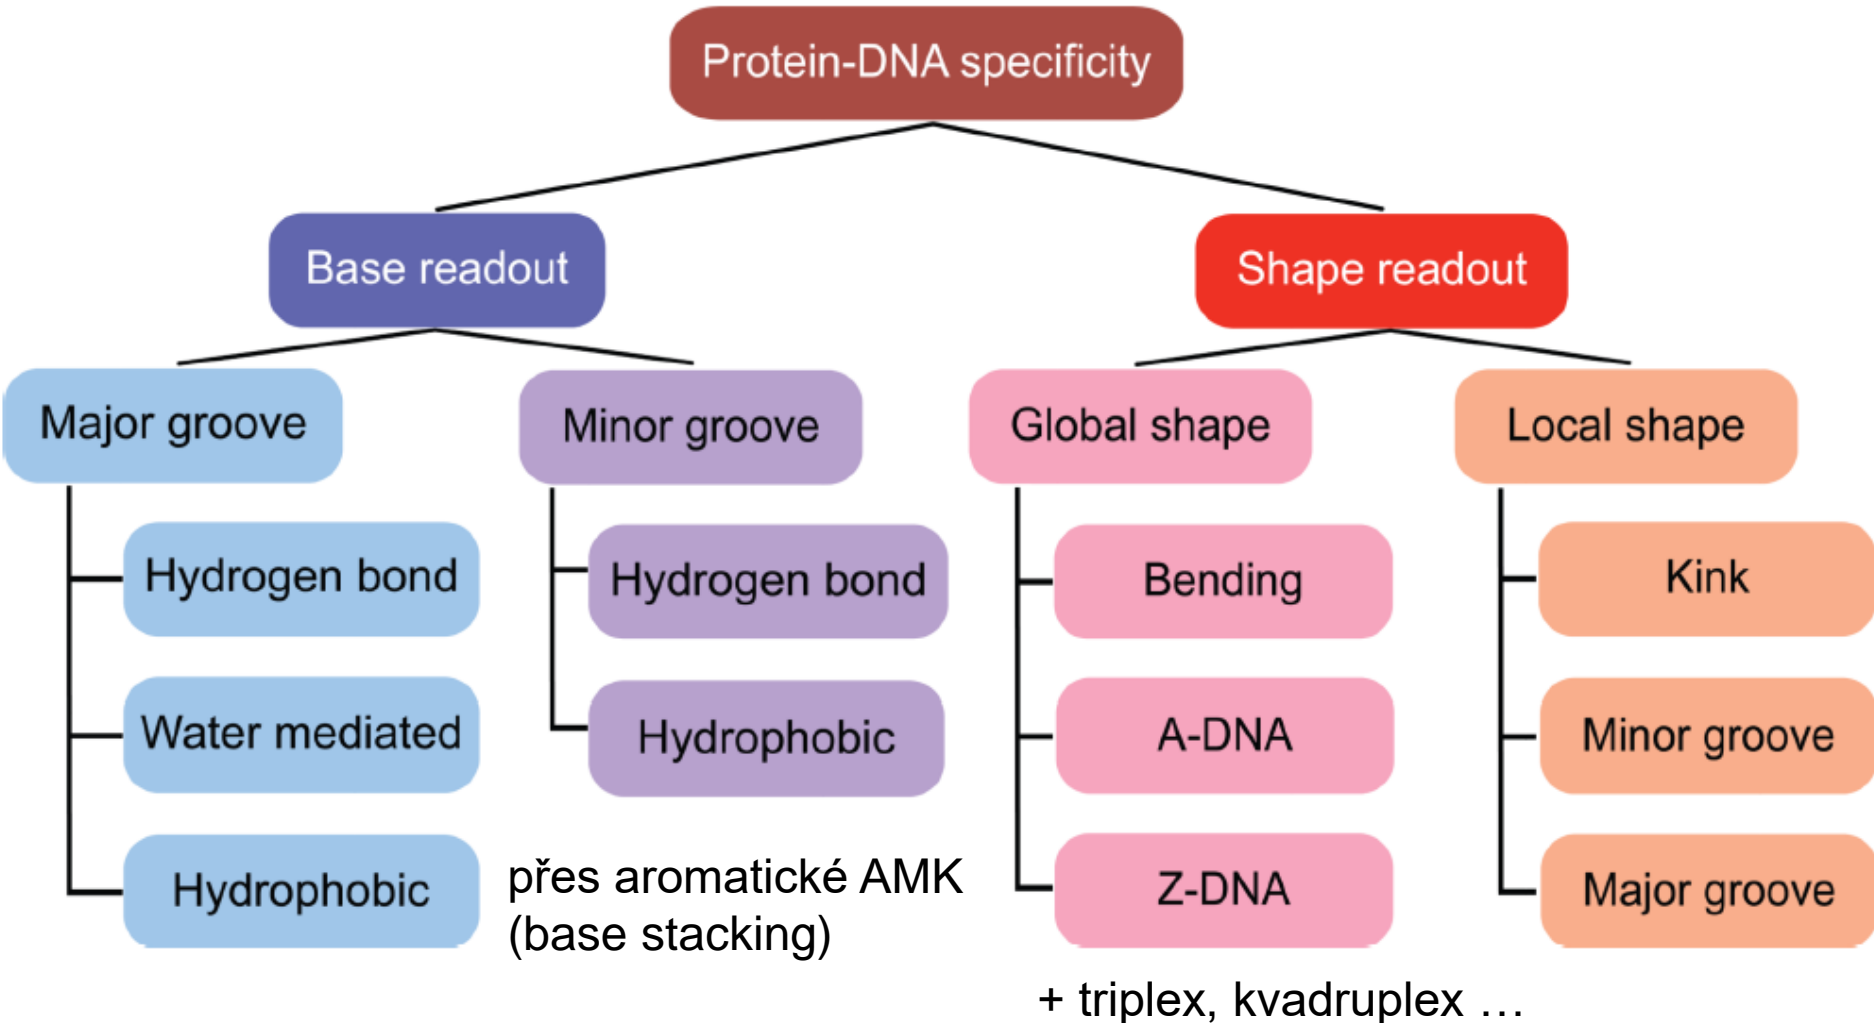 Protein-DNA specificity
Base readout
Shape readout
Major groove
Minor groove
Global shape
Local shape
Hydrogen bond
Water mediated
Hydrophobic
Hydrogen bond
Hydrophobic
přes aromatické AMK
(base stacking)
Bending
A-DNA
Z-DNA
+ triplex, kvadruplex …
Kink
Minor groove
Major groove